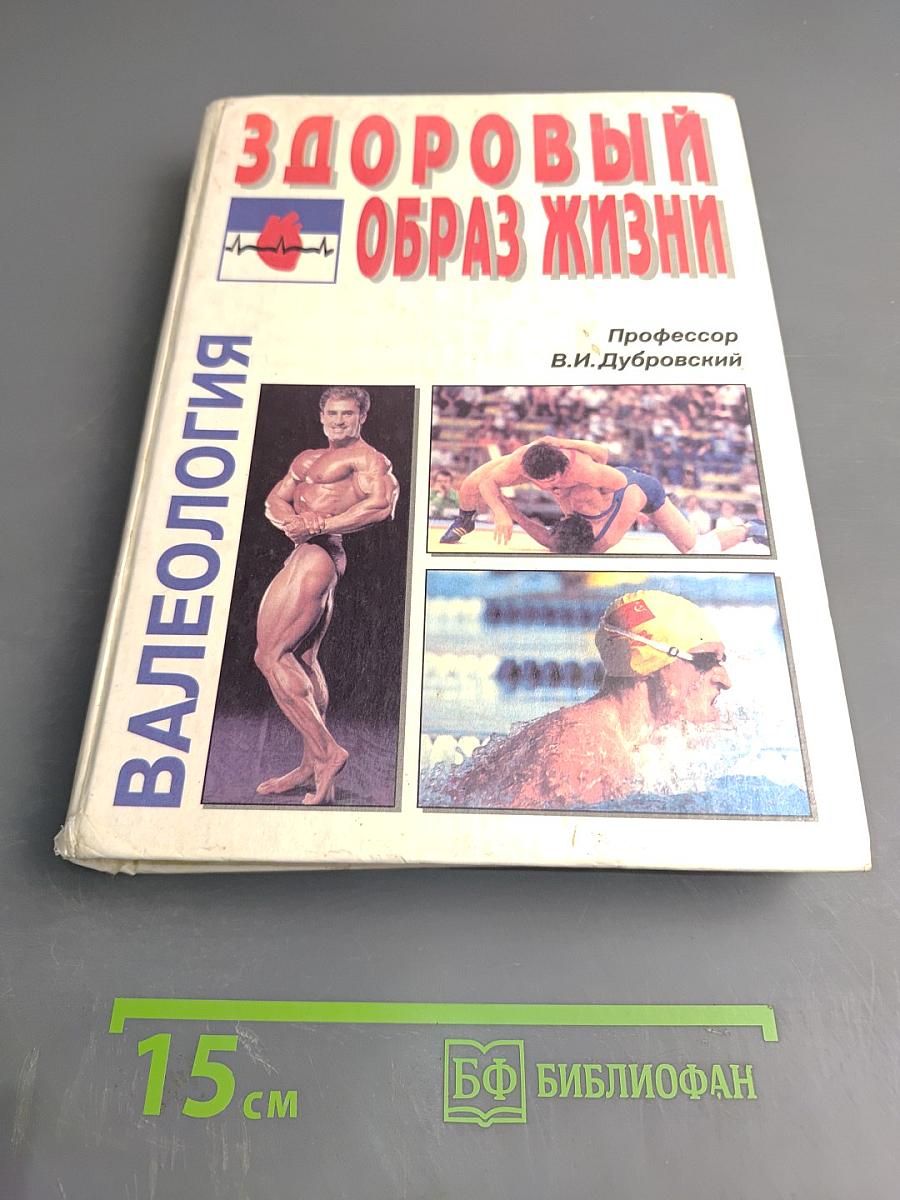 ЗДОРОВЫЙ
ОБРАЗ ЖИЗНИ
Профессор
В.И.Дубровский
ВАЛЕОЛОГИЯ
15 см
БФ БИБЛИОФАН